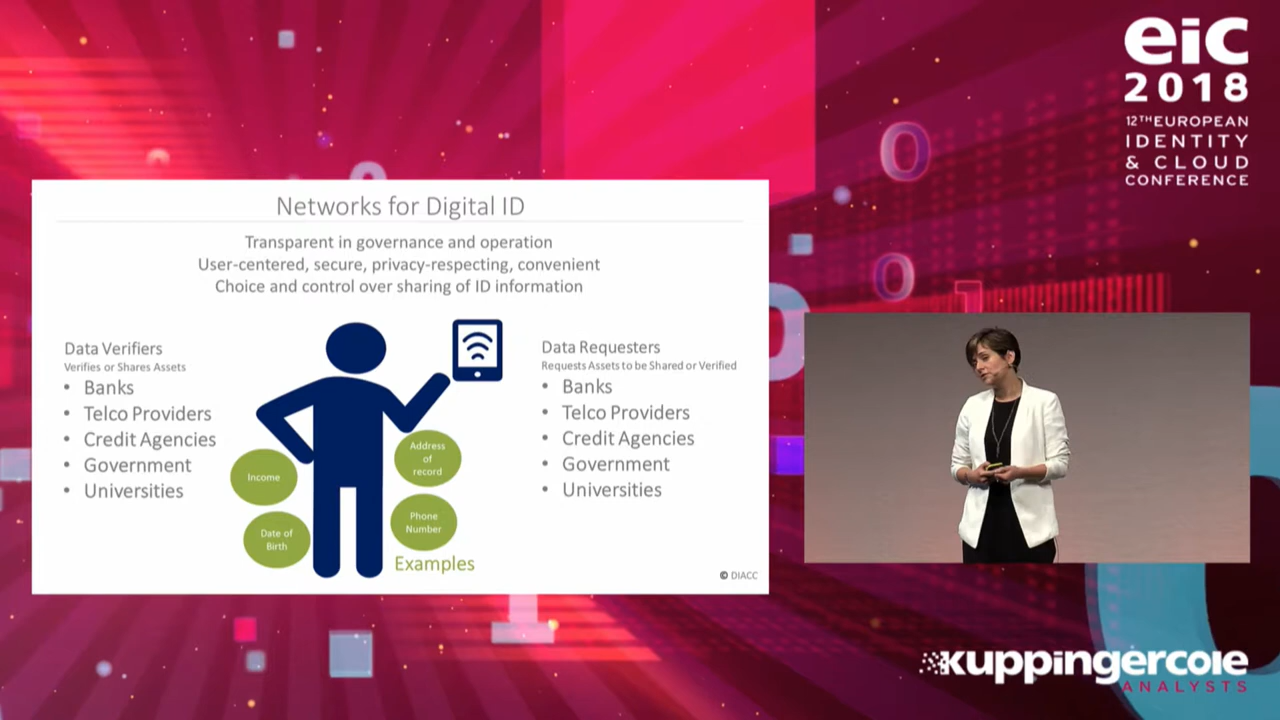 eic
2018
12TH EUROPEAN
IDENTITY
& CLOUD
CONFERENCE
Networks for Digital ID
Transparent in governance and operation
User-centered, secure, privacy-respecting, convenient
Choice and control over sharing of ID information
Data Verifiers
Verifies or Shares Assets
• Banks
• Telco Providers
• Credit Agencies
• Government
• Universities
Income
Date of
Birth
Address
of
record
Phone
Number
Examples
Data Requesters
Requests Assets to be Shared or Verified
• Banks
• Telco Providers
• Credit Agencies
• Government
• Universities
© DIACC
kuppingercole
ANALYSTS